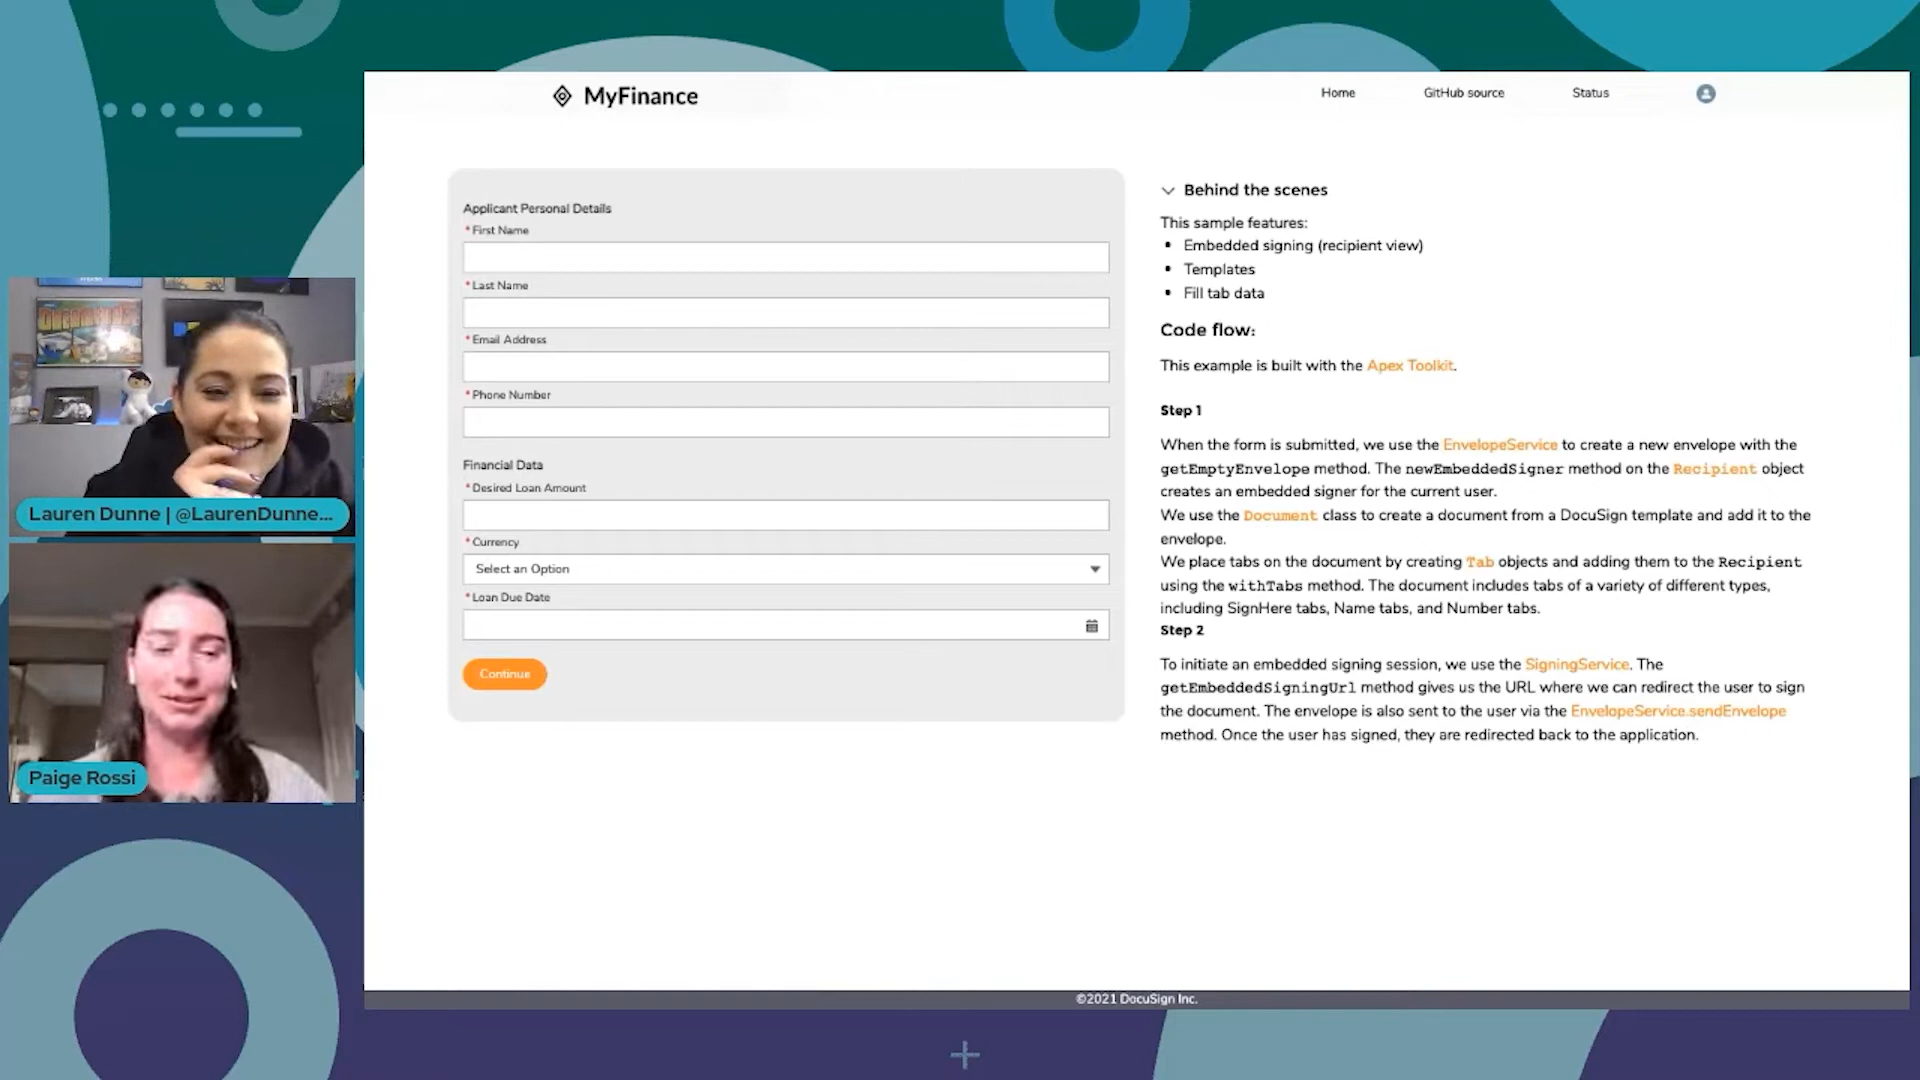 MyFinance
Home
GitHub source
Status
Applicant Personal Details
* First Name
* Last Name
* Email Address
* Phone Number
Financial Data
* Desired Loan Amount
* Currency
Select an Option
* Loan Due Date
Continue
Behind the scenes
This sample features:
• Embedded signing (recipient view)
• Templates
• Fill tab data
Code flow:
This example is built with the Apex Toolkit.
Step 1
When the form is submitted, we use the EnvelopeService to create a new envelope with the
getEmptyEnvelope method. The newEmbeddedSigner method on the Recipient object
creates an embedded signer for the current user.
We use the Document class to create a document from a DocuSign template and add it to the
envelope.
We place tabs on the document by creating Tab objects and adding them to the Recipient
using the withTabs method. The document includes tabs of a variety of different types,
including SignHere tabs, Name tabs, and Number tabs.
Step 2
To initiate an embedded signing session, we use the SigningService. The
getEmbeddedSigningUrl method gives us the URL where we can redirect the user to sign
the document. The envelope is also sent to the user via the EnvelopeService.sendEnvelope
method. Once the user has signed, they are redirected back to the application.
©2021 DocuSign Inc.
Lauren Dunne | @LaurenDunne...
Paige Rossi